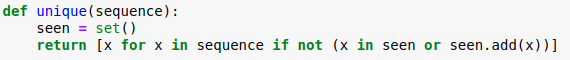 def unique(sequence):
    seen = set()
    return [x for x in sequence if not (x in seen or seen.add(x))]